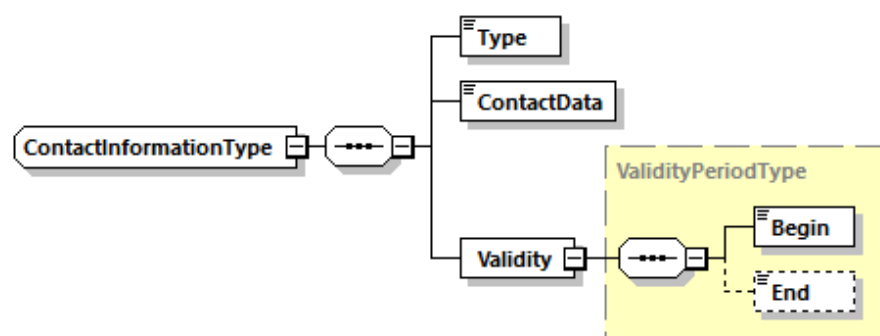 Type
ContactData
ContactInformationType
ValidityPeriodType
Begin
Validity
End